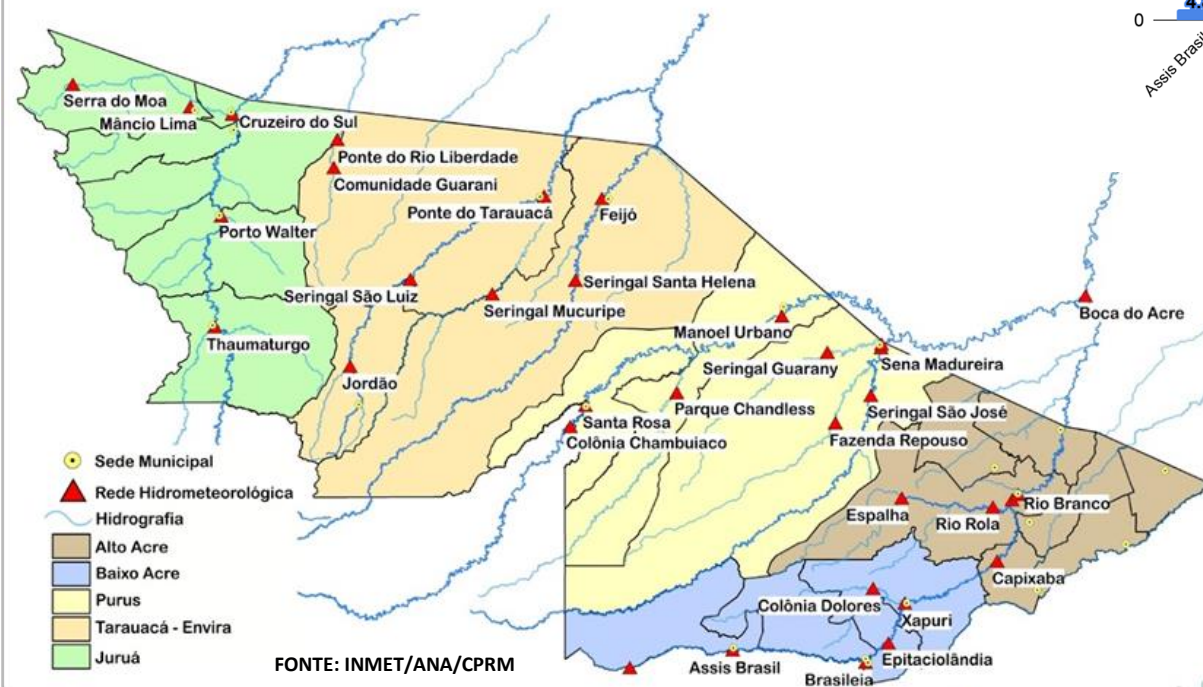 4.
0
Assis Brasil
Serra do Moa
Mâncio Lima
Cruzeiro do Sul
Ponte do Rio Liberdade
Comunidade Guarani
Ponte do Tarauacá
Feijó
Porto Walter
Seringal São Luiz
Seringal Santa Helena
Seringal Mucuripe
Thaumaturgo
Jordão
Manoel Urbano
Boca do Acre
Seringal Guarany
Sena Madureira
Parque Chandless
Seringal São José
Santa Rosa
Colônia Chambuiaco
Fazenda Repouso
Espalha
Rio Rola
Rio Branco
Capixaba
Colônia Dolores
Xapuri
Epitaciolândia
Assis Brasil
Brasileia
Sede Municipal
Rede Hidrometeorológica
Hidrografia
Alto Acre
Baixo Acre
Purus
Tarauacá - Envira
Juruá
FONTE: INMET/ANA/CPRM